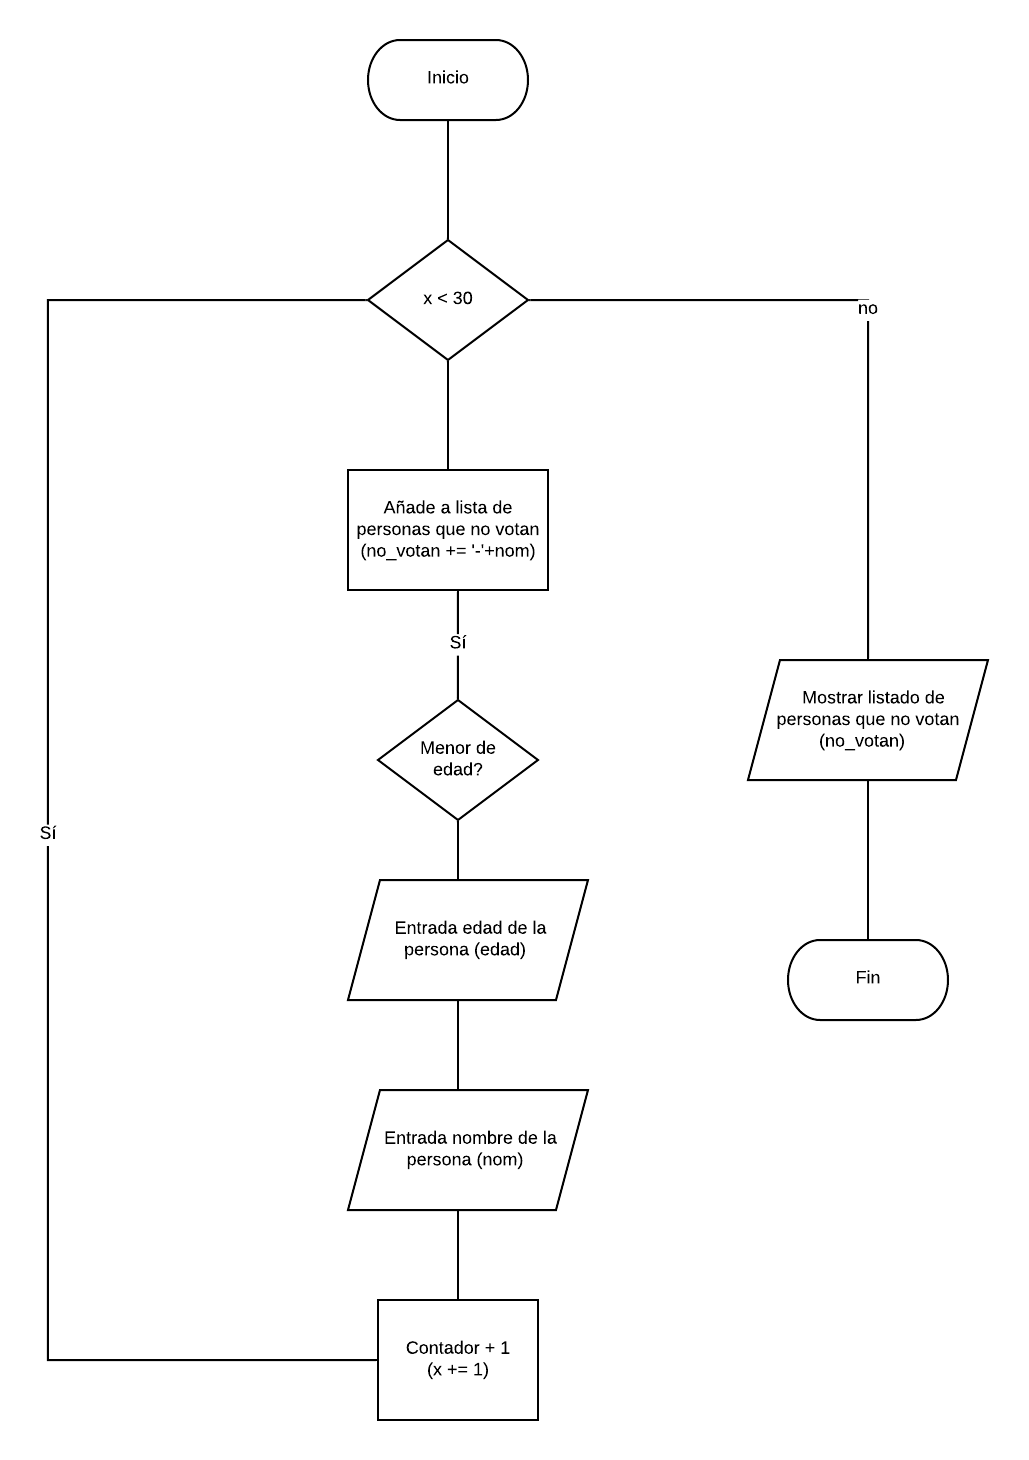 Inicio
x < 30
no
Añade a lista de
personas que no votan
(no_votan += '-'+nom)
Sí
Mostrar listado de
personas que no votan
(no_votan)
Menor de
edad?
Sí
Entrada edad de la
persona (edad)
Fin
Entrada nombre de la
persona (nom)
Contador + 1
(x += 1)